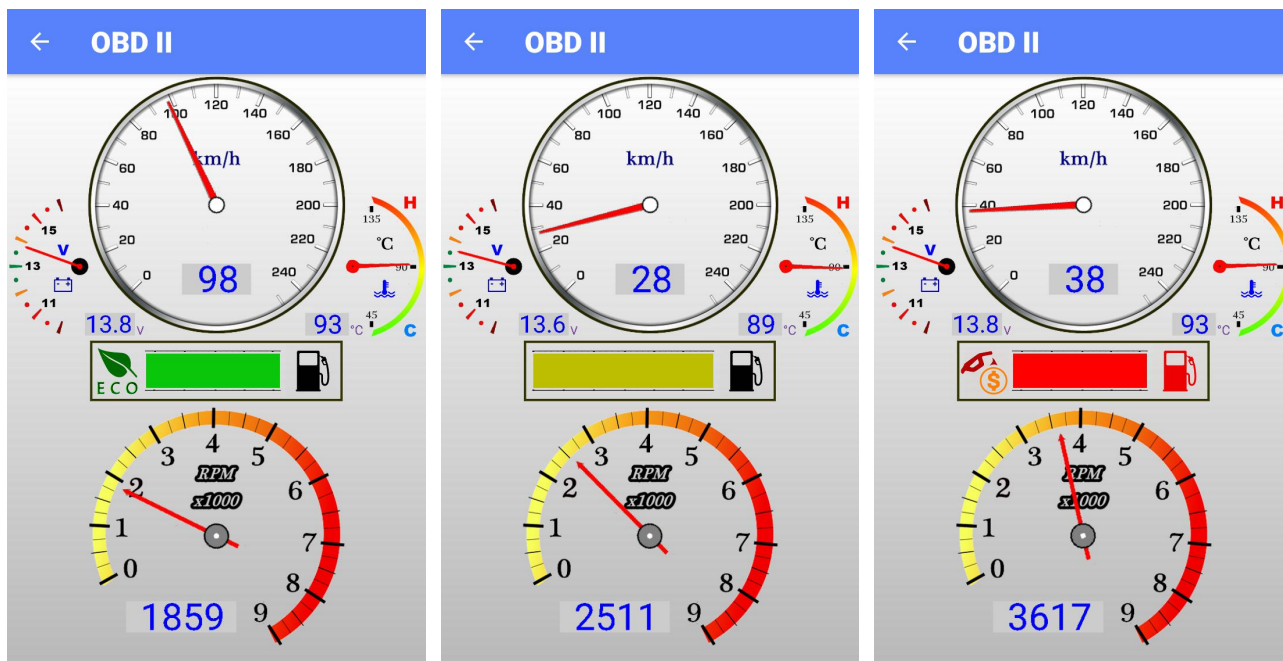 OBD II
100 120 140
80 160
60 km/h 180
40 200
20 220
0 240
98
15
V
13
11
13.8 V
H
135
°C
90
45
C
93 °C
ECO
4
3 5
2 RPM 6
x1000
1 7
0 8
9
1859
OBD II
100 120 140
80 160
60 km/h 180
40 200
20 220
0 240
28
15
V
13
11
13.6 V
H
135
°C
90
45
C
89 °C
4
3 5
2 RPM 6
x1000
1 7
0 8
9
2511
OBD II
100 120 140
80 160
60 km/h 180
40 200
20 220
0 240
38
15
V
13
11
13.8 V
H
135
°C
90
45
C
93 °C
$
4
3 5
2 RPM 6
x1000
1 7
0 8
9
3617